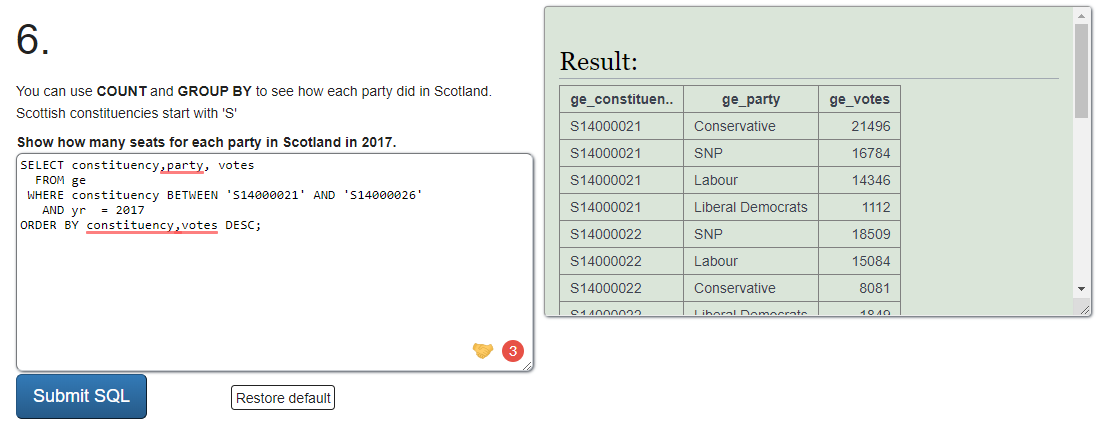 6.
You can use COUNT and GROUP BY to see how each party did in Scotland.
Scottish constituencies start with 'S'
Show how many seats for each party in Scotland in 2017.
SELECT constituency,party, votes
FROM ge
WHERE constituency BETWEEN 'S14000021' AND 'S14000026'
AND yr = 2017
ORDER BY constituency,votes DESC;
3
Submit SQL
Restore default
Result:
ge_constituen.. ge_party ge_votes
S14000021 Conservative 21496
S14000021 SNP 16784
S14000021 Labour 14346
S14000021 Liberal Democrats 1112
S14000022 SNP 18509
S14000022 Labour 15084
S14000022 Conservative 8081
S14000022 Liberal Democrats 1849